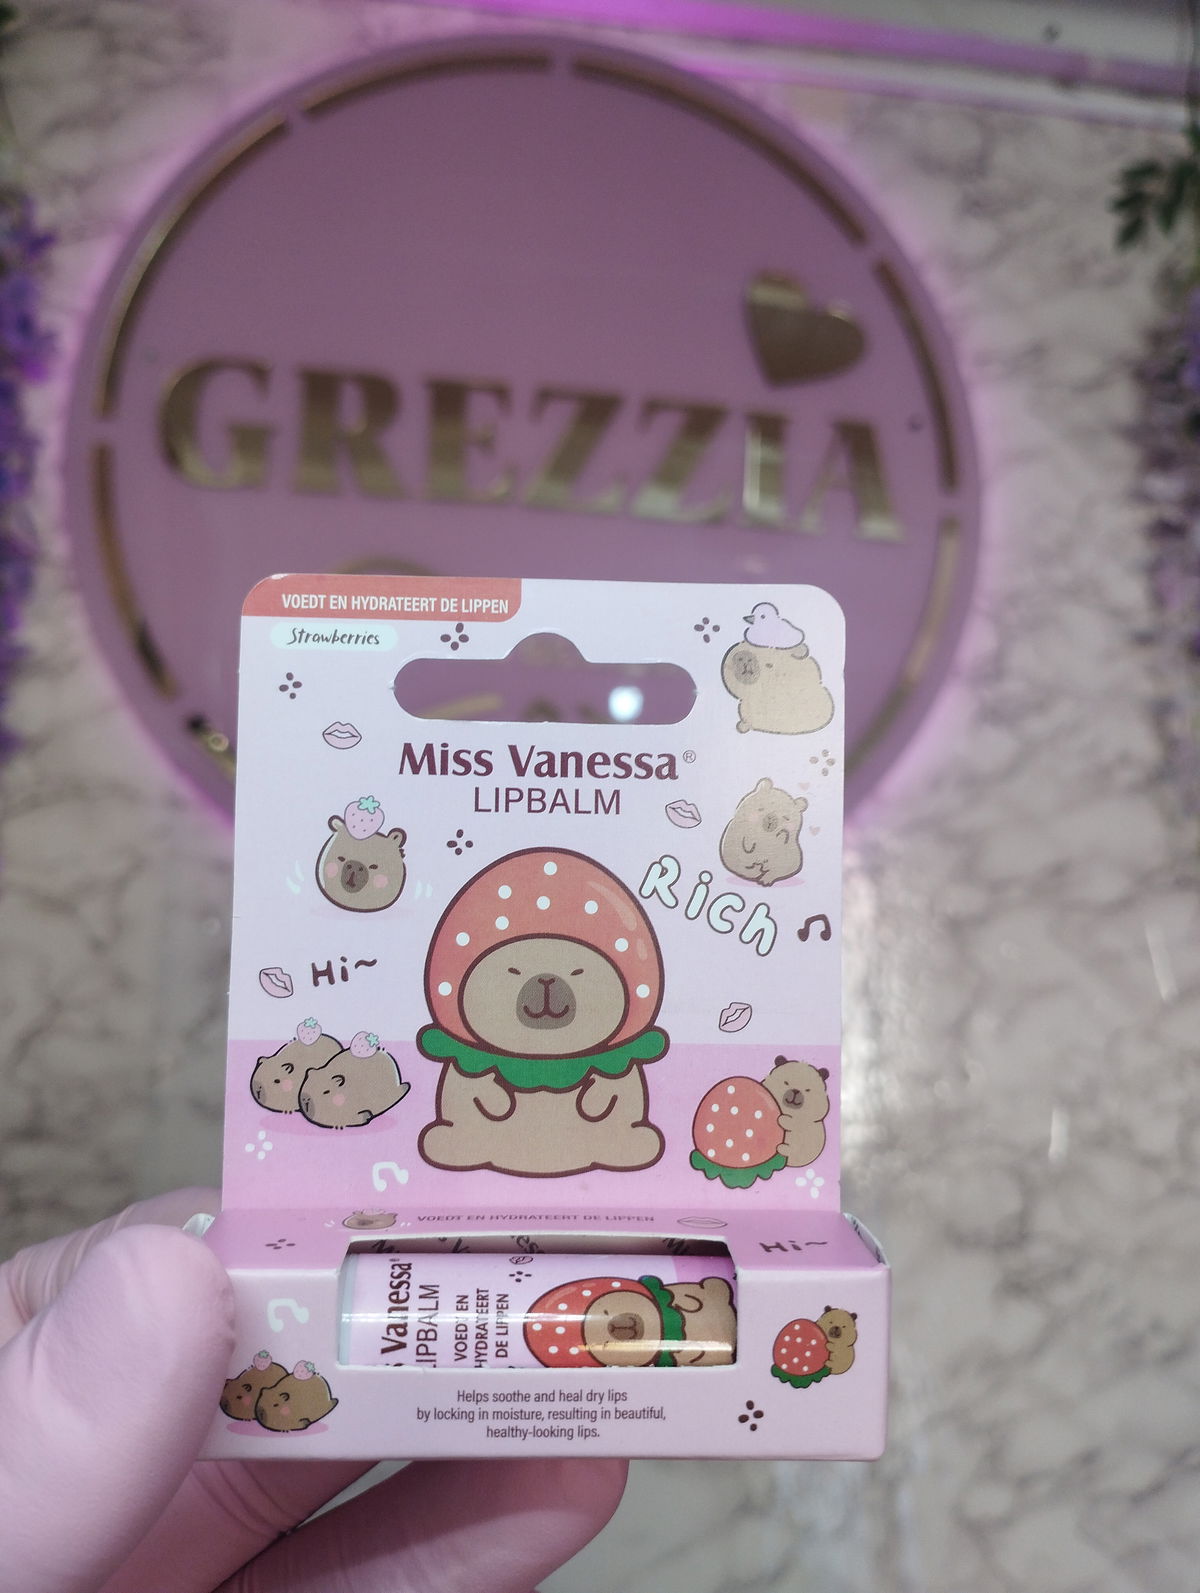 GREZZIA
VOEDT EN HYDRATEERT DE LIPPEN
Strawberries
Miss Vanessa®
LIPBALM
Rich
Hi~
VOEDT EN HYDRATEERT DE LIPPEN
Hi~
Vanessa
LIPBALM
VOEDT EN
HYDRATEERT
DE LIPPEN
Helps soothe and heal dry lips
by locking in moisture, resulting in beautiful,
healthy-looking lips.